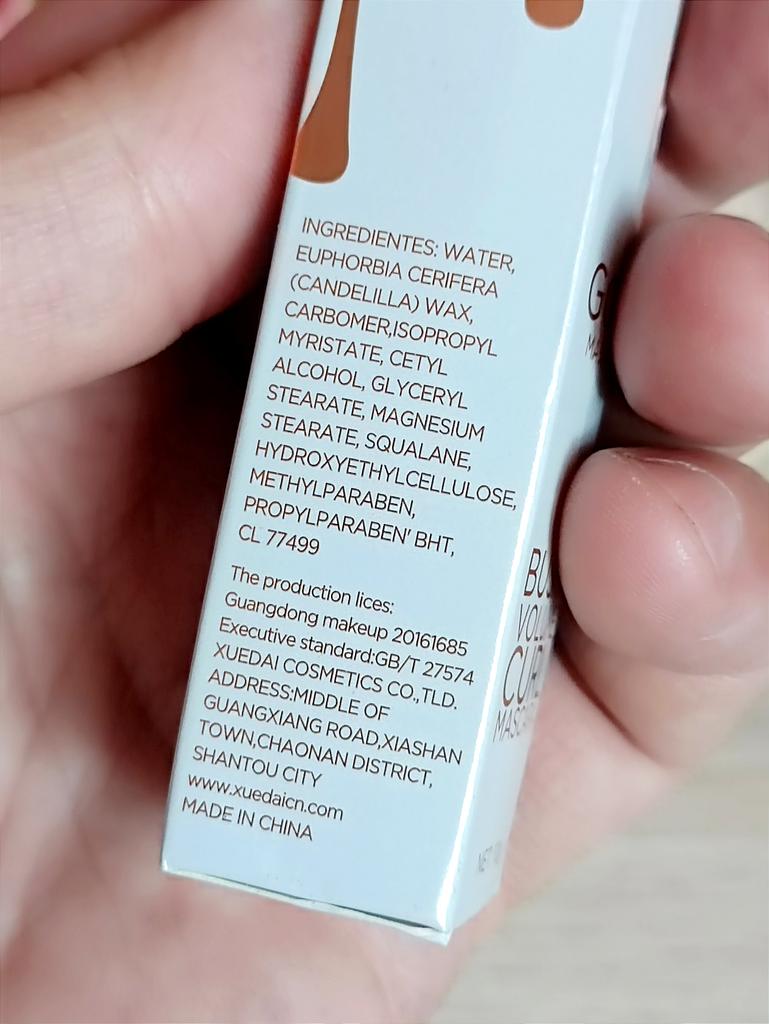 INGREDIENTES: WATER,
EUPHORBIA CERIFERA
(CANDELILLA) WAX,
CARBOMER,ISOPROPYL
MYRISTATE, CETYL
ALCOHOL, GLYCERYL
STEARATE, MAGNESIUM
STEARATE, SQUALANE,
HYDROXYETHYLCELLULOSE,
METHYLPARABEN,
PROPYLPARABEN' BHT,
CL 77499
The production lices:
Guangdong makeup 20161685
Executive standard:GB/T 27574
XUEDAI COSMETICS CO.,TLD.
ADDRESS:MIDDLE OF
GUANGXIANG ROAD,XIASHAN
TOWN,CHAONAN DISTRICT,
SHANTOU CITY
www.xuedaicn.com
MADE IN CHINA
NET